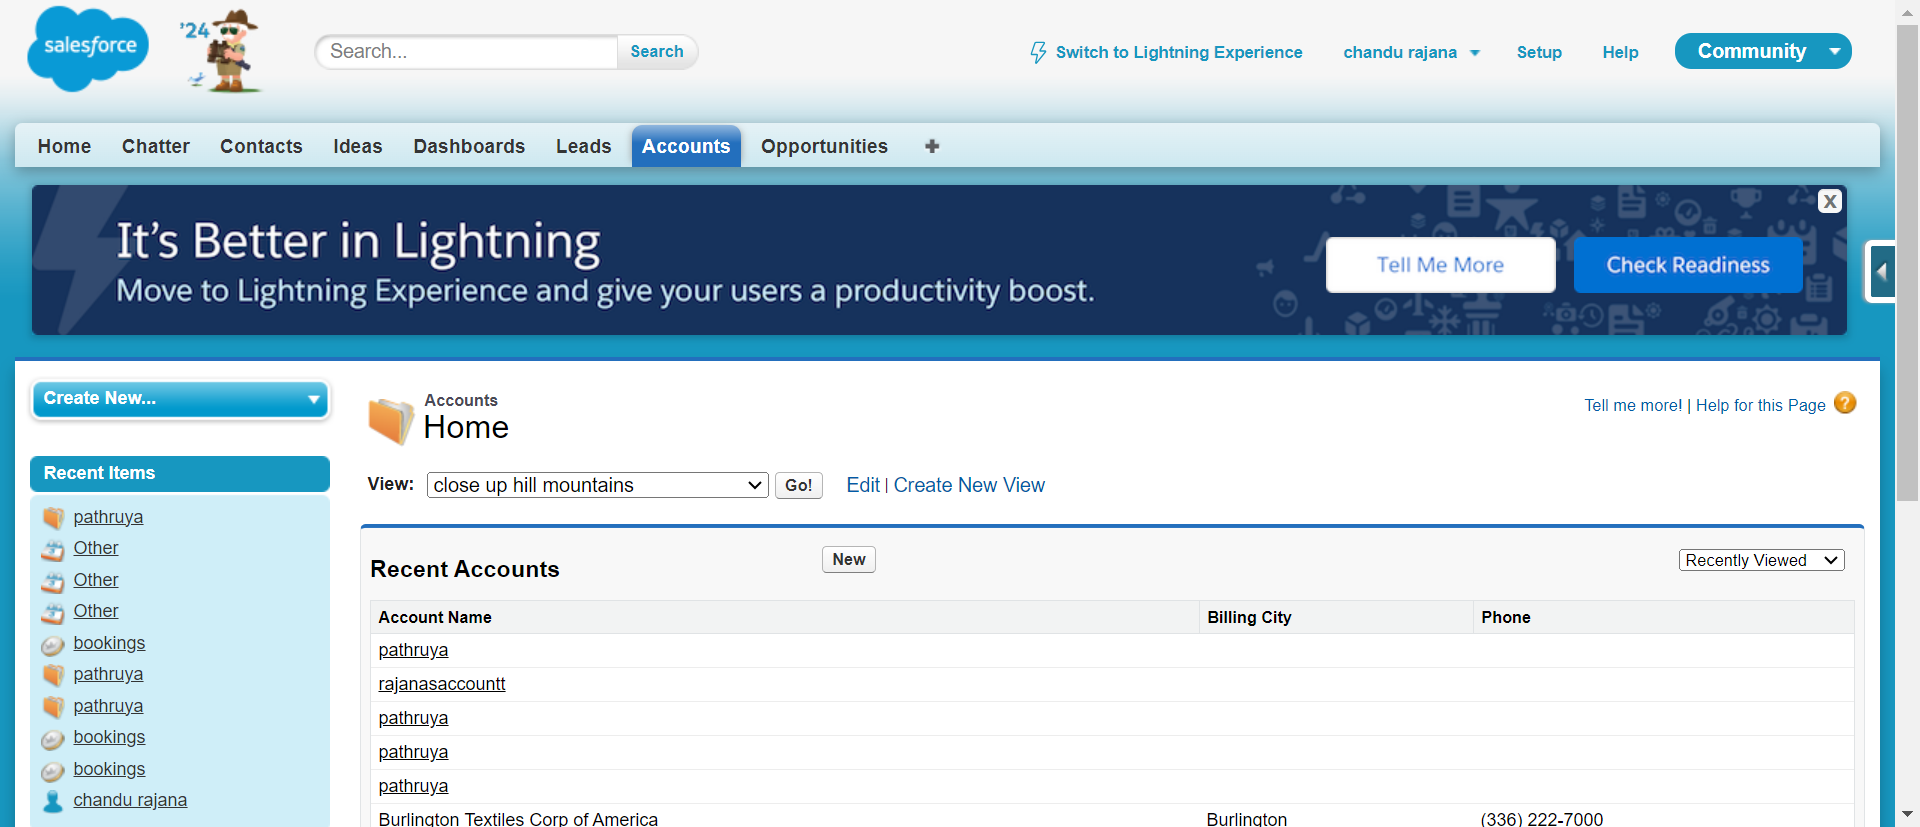 salesforce
'24
Search...
Search
Switch to Lightning Experience
chandu rajana
Setup
Help
Community
Home
Chatter
Contacts
Ideas
Dashboards
Leads
Accounts
Opportunities
+
It's Better in Lightning
Move to Lightning Experience and give your users a productivity boost.
Tell Me More
Check Readiness
X
Create New...
Recent Items
pathruya
Other
Other
Other
bookings
pathruya
pathruya
bookings
bookings
chandu rajana
Accounts
Home
Tell me more! | Help for this Page ?
View: close up hill mountains Go! Edit | Create New View
Recent Accounts
New
Recently Viewed
Account Name Billing City Phone
pathruya
rajanasaccountt
pathruya
pathruya
pathruya
Burlington Textiles Corp of America Burlington (336) 222-7000